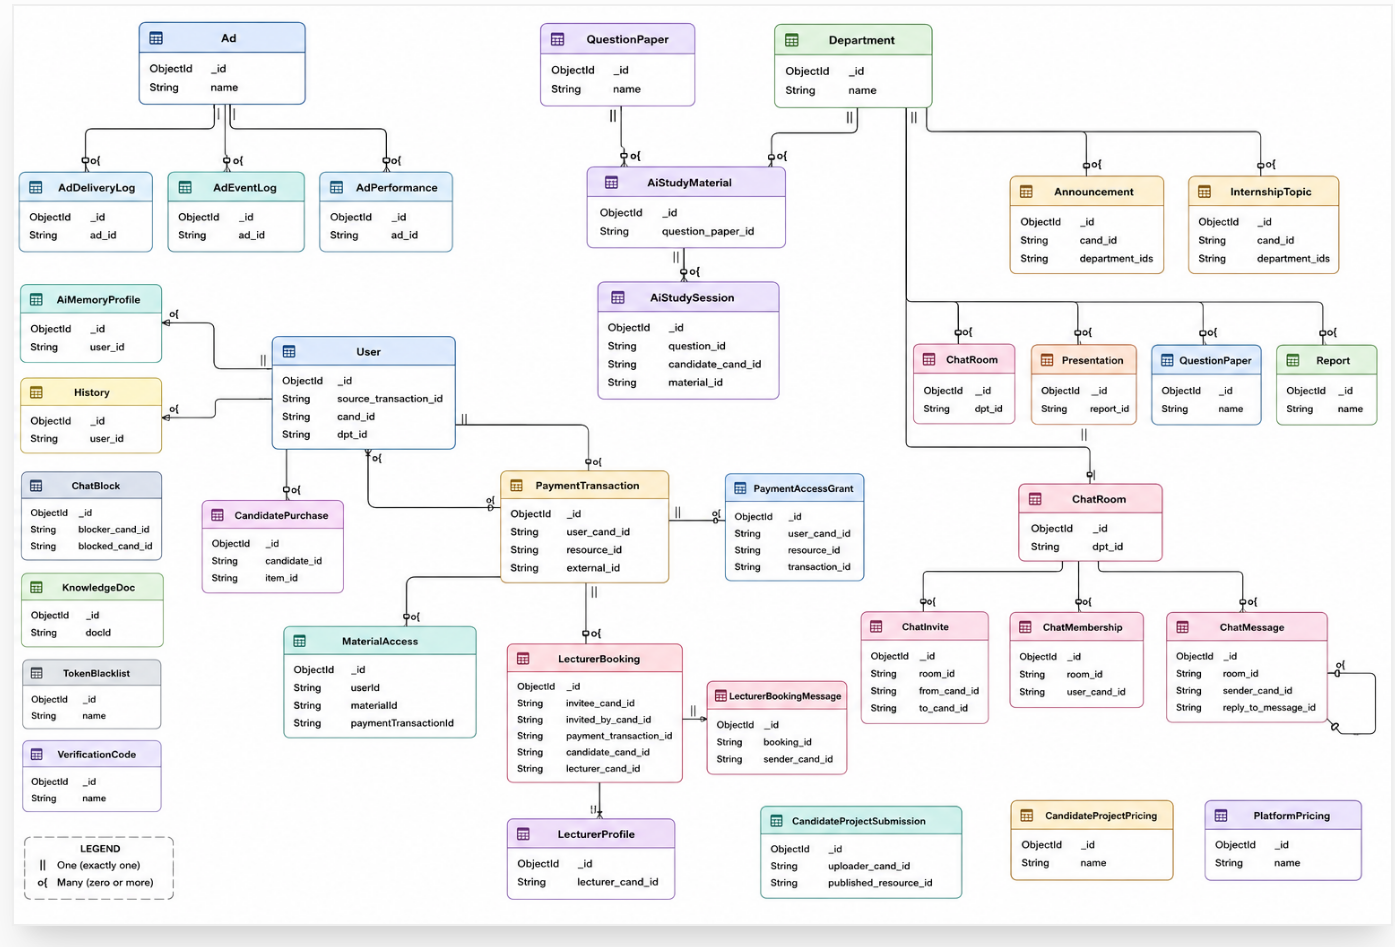 Ad
ObjectId _id
String name
QuestionPaper
ObjectId _id
String name
Department
ObjectId _id
String name
AdDeliveryLog
ObjectId _id
String ad_id
AdEventLog
ObjectId _id
String ad_id
AdPerformance
ObjectId _id
String ad_id
AiStudyMaterial
ObjectId _id
String question_paper_id
Announcement
ObjectId _id
String cand_id
String department_ids
InternshipTopic
ObjectId _id
String cand_id
String department_ids
AiMemoryProfile
ObjectId _id
String user_id
AiStudySession
ObjectId _id
String question_id
String candidate_cand_id
String material_id
User
ObjectId _id
String source_transaction_id
String cand_id
String dpt_id
ChatRoom
ObjectId _id
String dpt_id
Presentation
ObjectId _id
String report_id
QuestionPaper
ObjectId _id
String name
Report
ObjectId _id
String name
History
ObjectId _id
String user_id
ChatBlock
ObjectId _id
String blocker_cand_id
String blocked_cand_id
CandidatePurchase
ObjectId _id
String candidate_id
String item_id
PaymentTransaction
ObjectId _id
String user_cand_id
String resource_id
String external_id
PaymentAccessGrant
ObjectId _id
String user_cand_id
String resource_id
String transaction_id
ChatRoom
ObjectId _id
String dpt_id
KnowledgeDoc
ObjectId _id
String docId
MaterialAccess
ObjectId _id
String userId
String materialId
String paymentTransactionId
LecturerBooking
ObjectId _id
String invitee_cand_id
String invited_by_cand_id
String payment_transaction_id
String candidate_cand_id
String lecturer_cand_id
LecturerBookingMessage
ObjectId _id
String booking_id
String sender_cand_id
ChatInvite
ObjectId _id
String room_id
String from_cand_id
String to_cand_id
ChatMembership
ObjectId _id
String room_id
String user_cand_id
ChatMessage
ObjectId _id
String room_id
String sender_cand_id
String reply_to_message_id
TokenBlacklist
ObjectId _id
String name
VerificationCode
ObjectId _id
String name
LecturerProfile
ObjectId _id
String lecturer_cand_id
CandidateProjectSubmission
ObjectId _id
String uploader_cand_id
String published_resource_id
CandidateProjectPricing
ObjectId _id
String name
PlatformPricing
ObjectId _id
String name
LEGEND
|| One (exactly one)
o{ Many (zero or more)